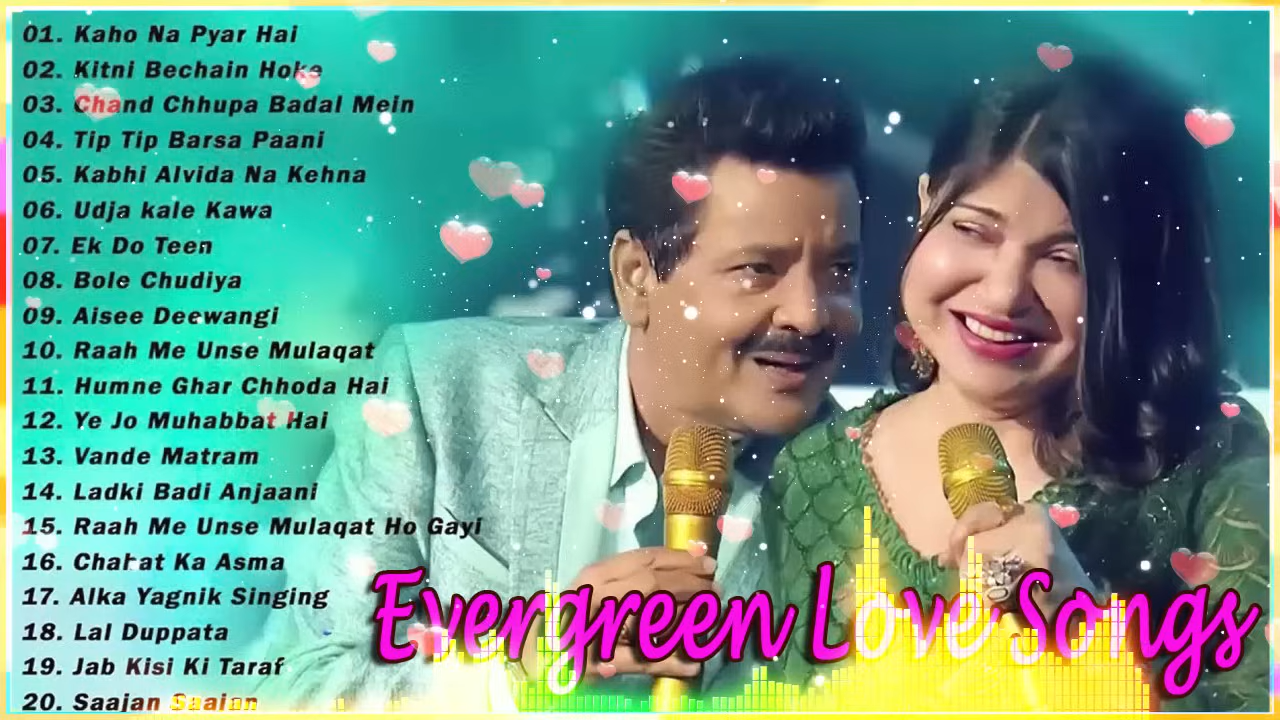 01. Kaho Na Pyar Hai
02. Kitni Bechain Hoke
03. Chand Chhupa Badal Mein
04. Tip Tip Barsa Paani
05. Kabhi Alvida Na Kehna
06. Udja kale Kawa
07. Ek Do Teen
08. Bole Chudiya
09. Aisee Deewangi
10. Raah Me Unse Mulaqat
11. Humne Ghar Chhoda Hai
12. Ye Jo Muhabbat Hai
13. Vande Matram
14. Ladki Badi Anjaani
15. Raah Me Unse Mulaqat Ho Gayi
16. Chahat Ka Asma
17. Alka Yagnik Singing
18. Lal Duppata
19. Jab Kisi Ki Taraf
20. Saajan Saajan
Evergreen Love Songs